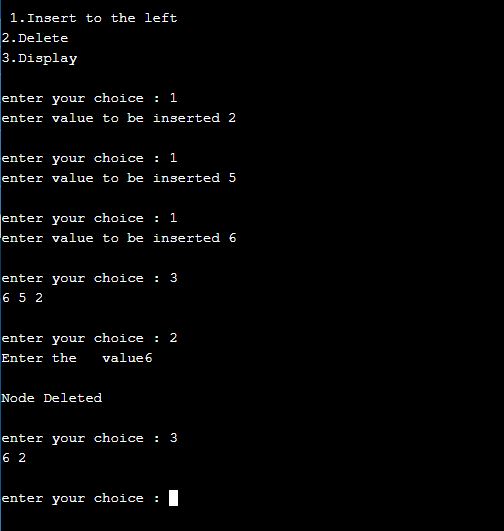 1.Insert to the left
2.Delete
3.Display
enter your choice : 1
enter value to be inserted 2
enter your choice : 1
enter value to be inserted 5
enter your choice : 1
enter value to be inserted 6
enter your choice : 3
6 5 2
enter your choice : 2
Enter the   value6
Node Deleted
enter your choice : 3
6 2
enter your choice :